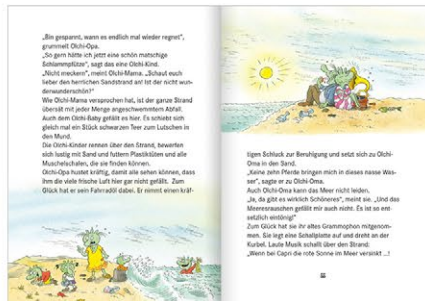 „Bin gespannt, wann es endlich mal wieder regnet",
grummelt Olchi-Opa.
„So gern hätte ich jetzt eine schön matschige
Schlammpfütze", sagt das eine Olchi-Kind.
„Nicht meckern", meint Olchi-Mama. „Schaut euch
lieber den herrlichen Sandstrand an! Ist der nicht wun-
derwunderschön?"
Wie Olchi-Mama versprochen hat, ist der ganze Strand
übersät mit jeder Menge angeschwemmtem Abfall.
Auch dem Olchi-Baby gefällt es hier. Es schiebt sich
gleich mal ein Stück schwarzen Teer zum Lutschen in
den Mund.
Die Olchi-Kinder rennen über den Strand, bewerfen
sich lustig mit Sand und futtern Plastiktüten und alle
Muschelschalen, die sie finden können.
Olchi-Opa hustet kräftig, damit alle sehen können, dass
ihm die viele frische Luft hier gar nicht gefällt. Zum
Glück hat er sein Fahrradöl dabei. Er nimmt einen kräf-
tigen Schluck zur Beruhigung und setzt sich zu Olchi-
Oma in den Sand.
„Keine zehn Pferde bringen mich in dieses nasse Was-
ser", sagte er zu Olchi-Oma.
Auch Olchi-Oma kann das Meer nicht leiden.
„Ja, da gibt es wirklich Schöneres", meint sie. „Und das
Meeresrauschen gefällt mir auch nicht. Es ist so ent-
setzlich eintönig!"
Zum Glück hat sie ihr altes Grammophon mitgenom-
men. Sie legt eine Schallplatte auf und dreht an der
Kurbel. Laute Musik schallt über den Strand.
„Wenn bei Capri die rote Sonne im Meer versinkt ...!